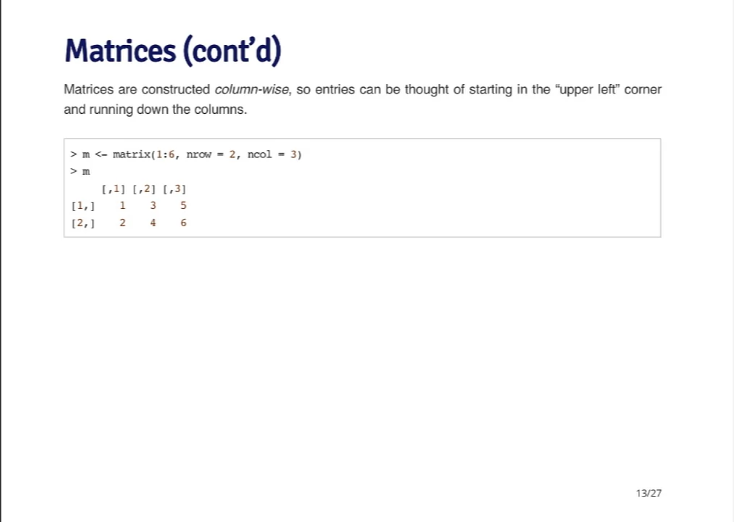 Matrices (cont’d)
Matrices are constructed column-wise, so entries can be thought of starting in the “upper left” corner
and running down the columns.
> m <- matrix(1:6, nrow = 2, ncol = 3)
> m
     [,1] [,2] [,3]
[1,]    1    3    5
[2,]    2    4    6
13/27